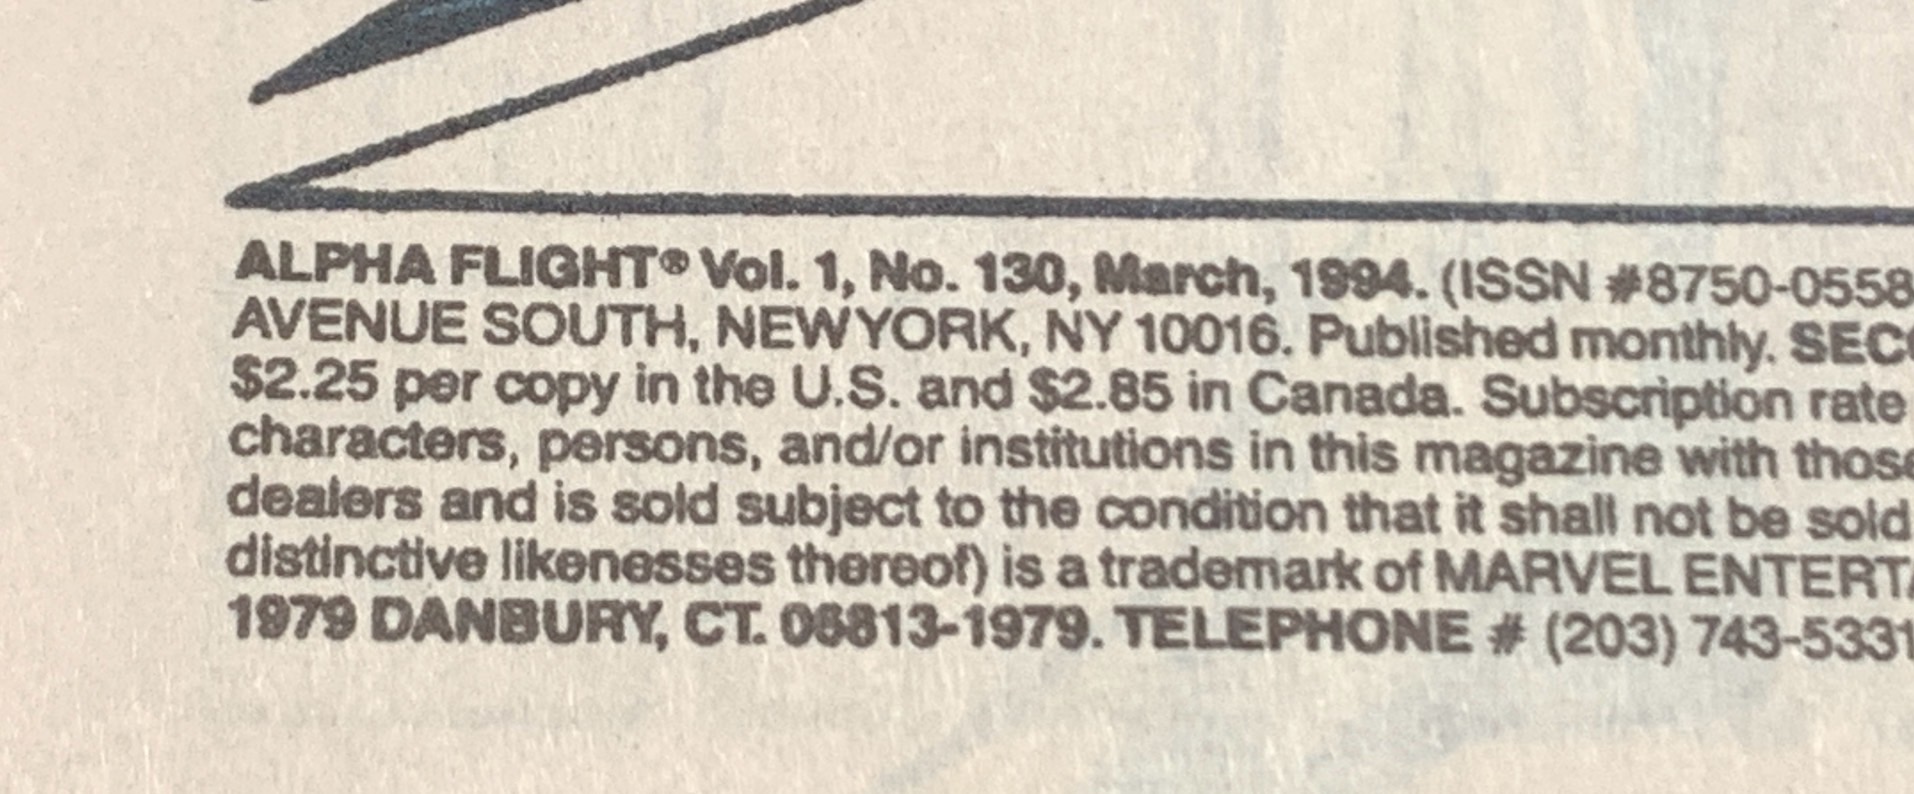 ALPHA FLIGHT® Vol. 1, No. 130, March, 1994. (ISSN #8750-0558
AVENUE SOUTH, NEW YORK, NY 10016. Published monthly. SEC
$2.25 per copy in the U.S. and $2.85 in Canada. Subscription rate
characters, persons, and/or institutions in this magazine with those
dealers and is sold subject to the condition that it shall not be sold
distinctive likenesses thereof) is a trademark of MARVEL ENTERTA
1979 DANBURY, CT. 06813-1979. TELEPHONE # (203) 743-5331